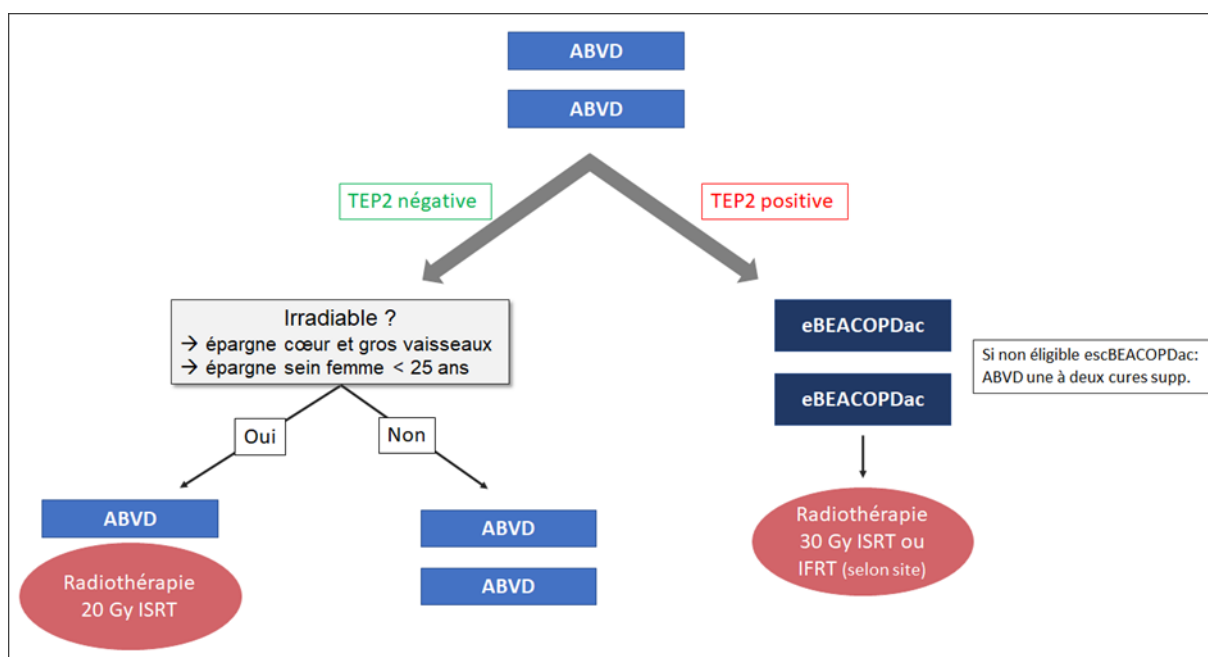 ABVD
ABVD
TEP2 négative
TEP2 positive
Irradiable ?
→ épargne cœur et gros vaisseaux
→ épargne sein femme < 25 ans
Oui
Non
ABVD
Radiothérapie
20 Gy ISRT
ABVD
ABVD
eBEACOPDac
eBEACOPDac
Si non éligible escBEACOPDac:
ABVD une à deux cures supp.
Radiothérapie
30 Gy ISRT ou
IFRT (selon site)